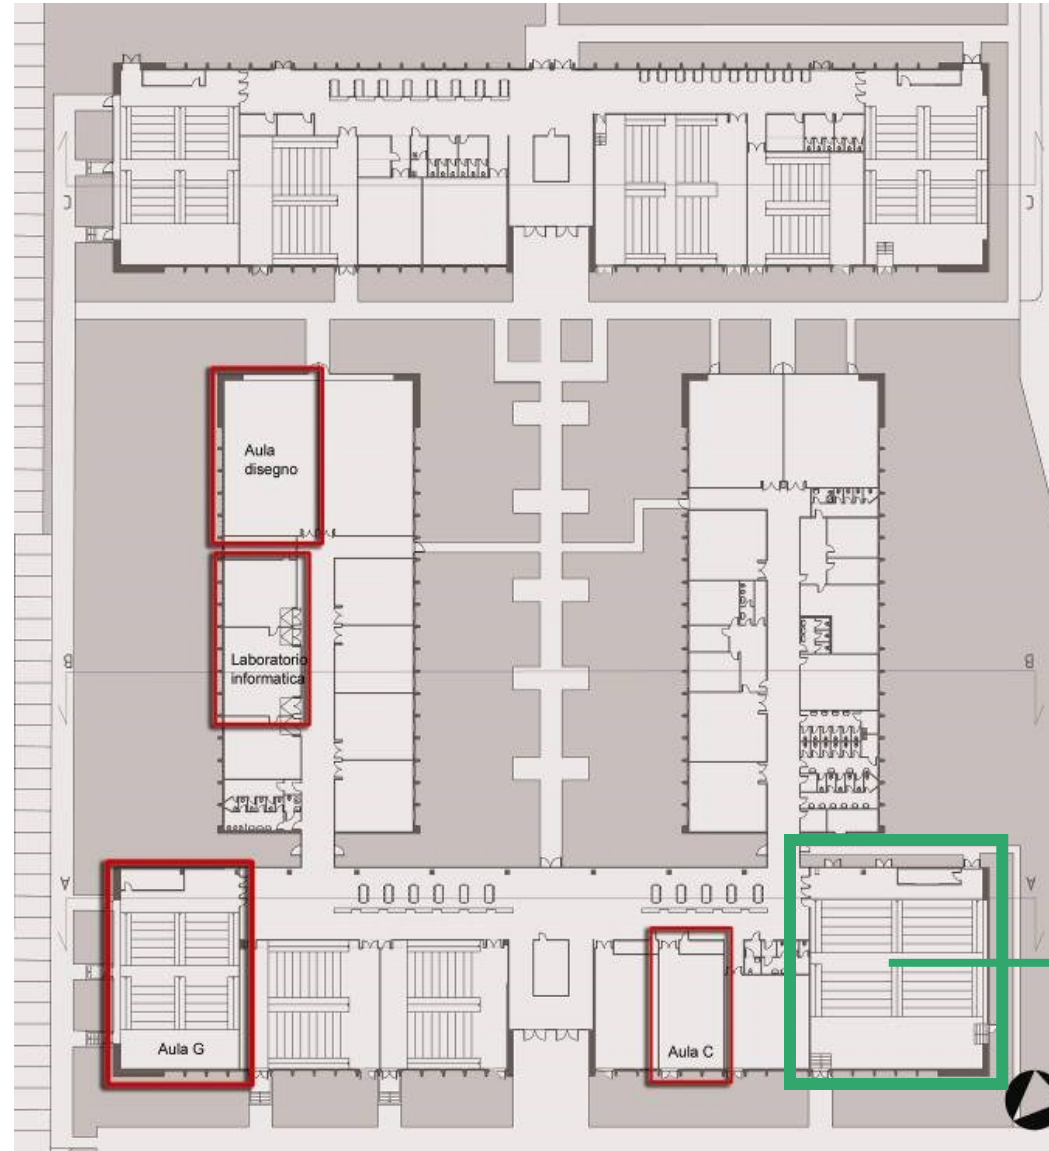 C
C
Aula
disegno
B
Laboratorio
informatica
B
A
A
Aula G
Aula C